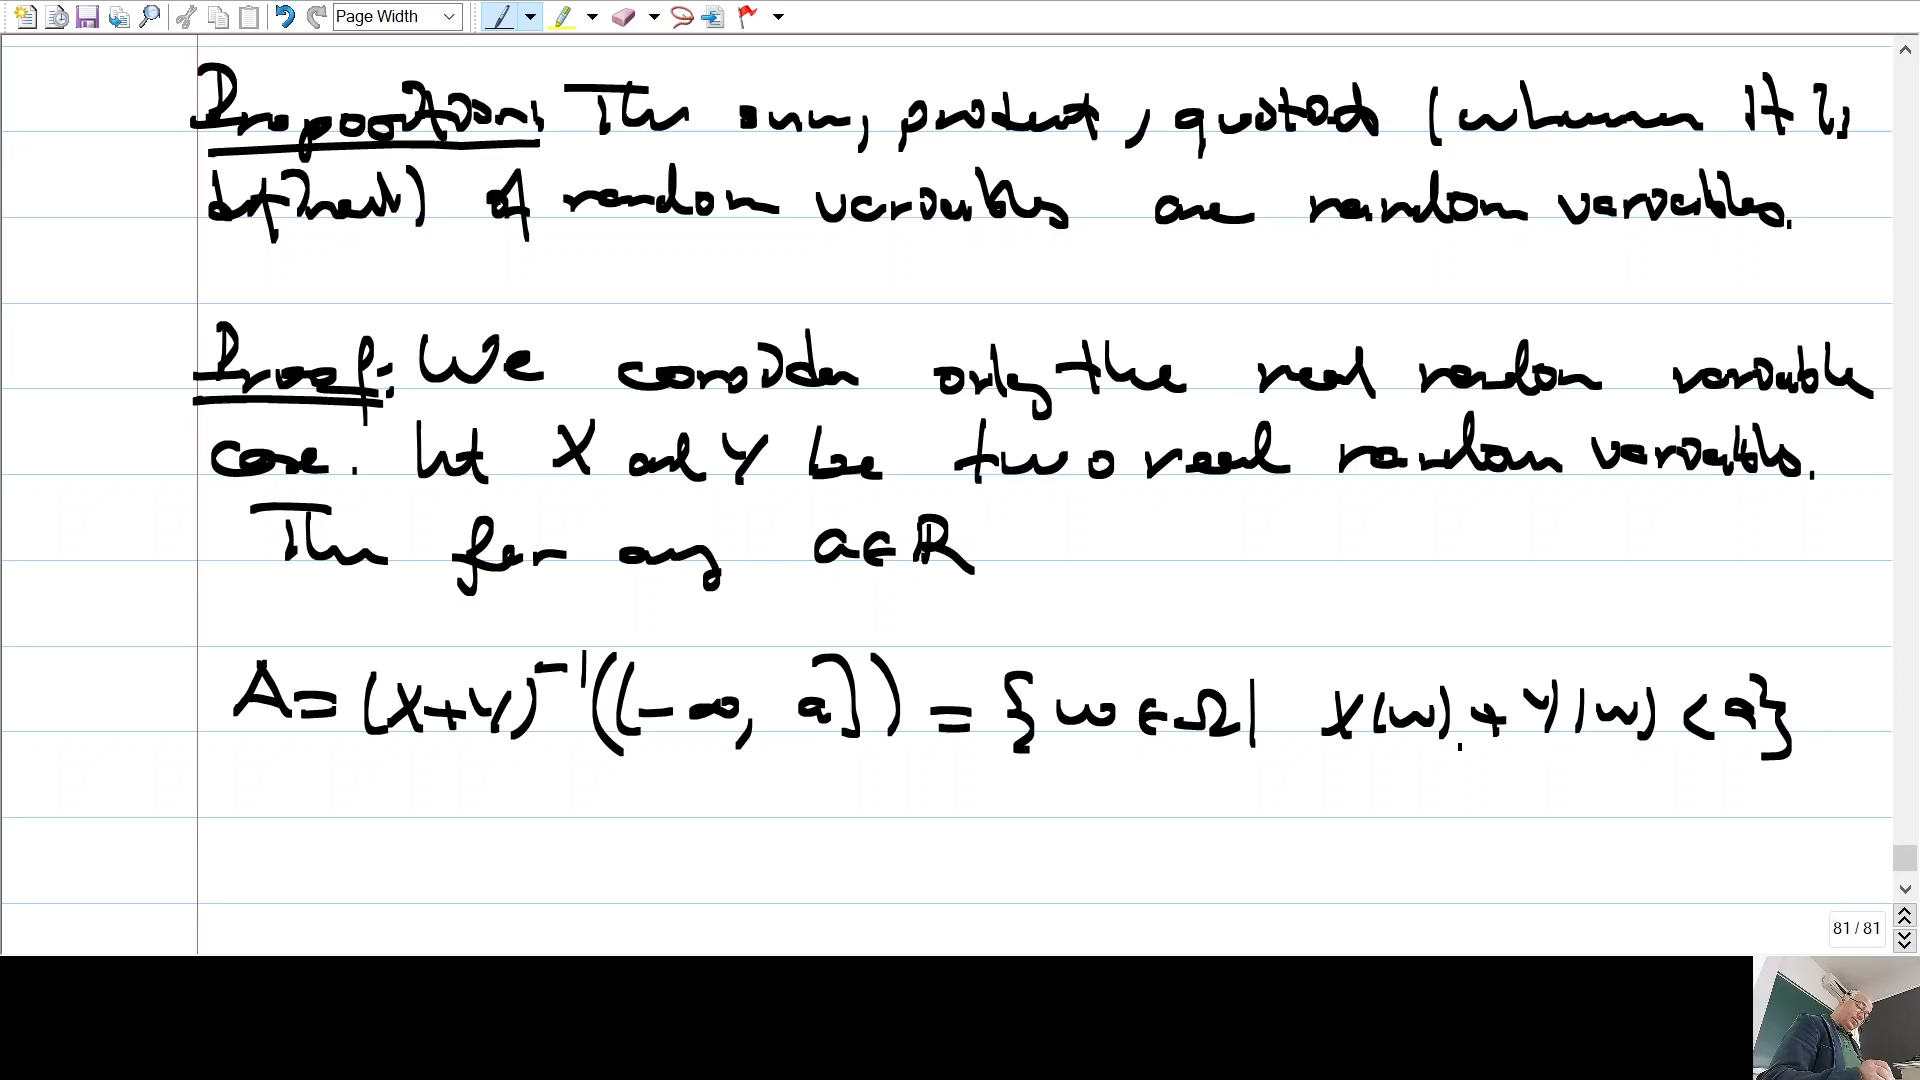 Page Width
Proposition: The sum, product, quotient (whenever it is
defined) of random variables are random variables.
Proof: We consider only the real random variable
case. Let X and Y be two real random variables.
Then for any a∈ℝ
A = (X+Y)⁻¹((-∞, a]) = {ω∈Ω| X(ω) + Y(ω) < a}
81 / 81